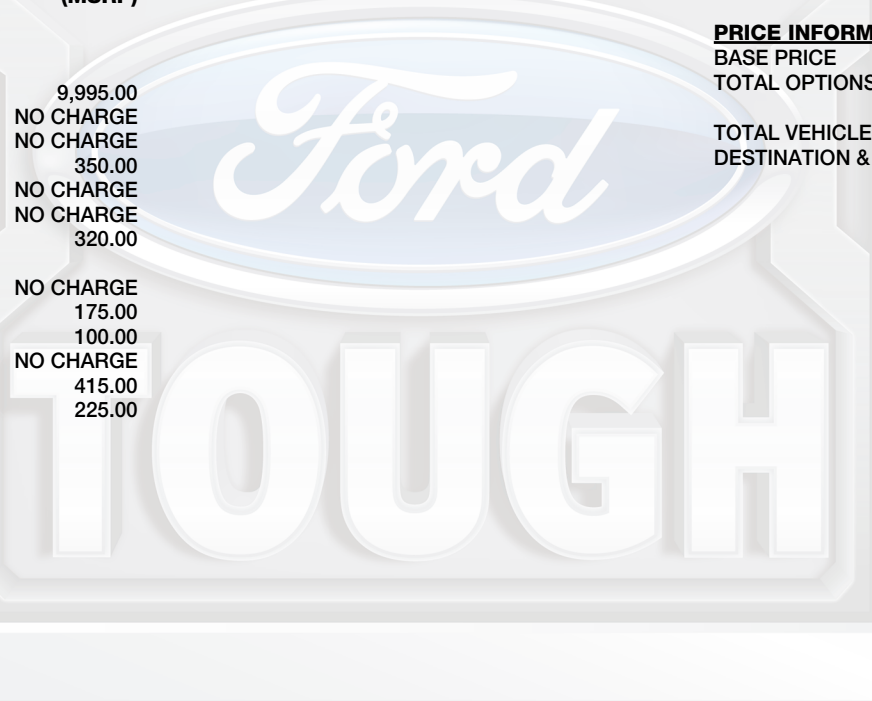 (MSRP)
9,995.00
NO CHARGE
NO CHARGE
350.00
NO CHARGE
NO CHARGE
320.00
NO CHARGE
175.00
100.00
NO CHARGE
415.00
225.00
PRICE INFORM
BASE PRICE
TOTAL OPTIONS
TOTAL VEHICLE
DESTINATION &
Ford
TOUGH